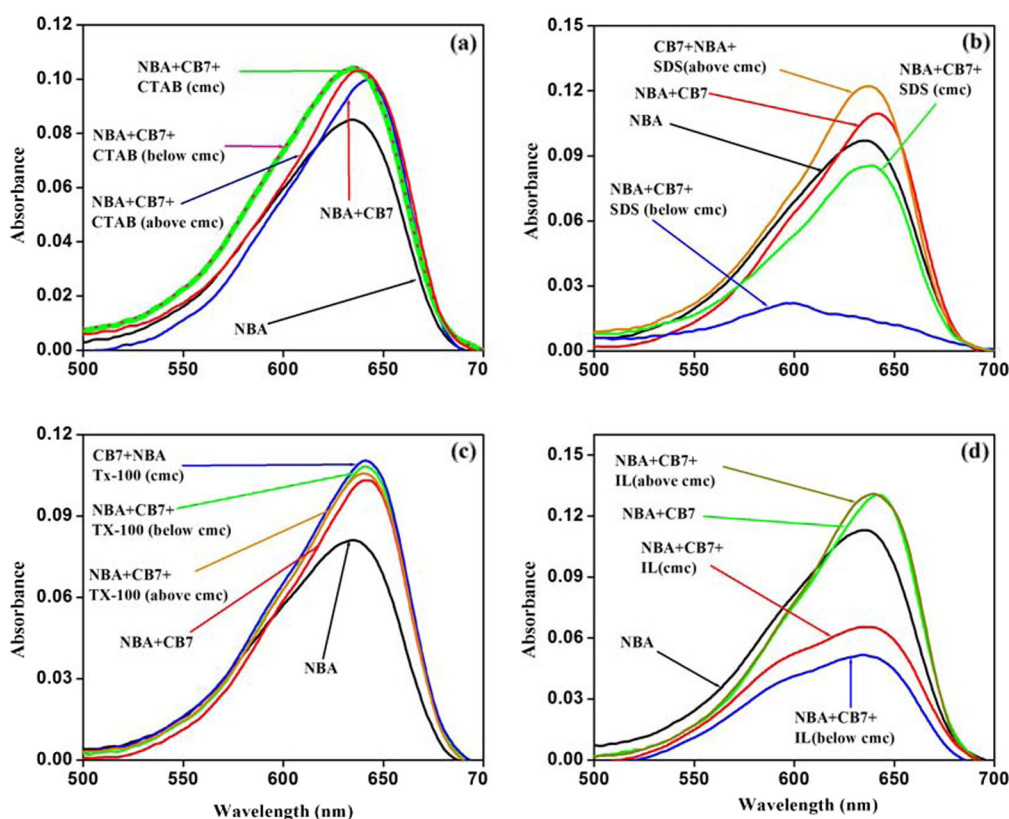 (a)
0.12
0.10
0.08
0.06
0.04
0.02
0.00
Absorbance
NBA+CB7+
CTAB (cmc)
NBA+CB7+
CTAB (below cmc)
NBA+CB7+
CTAB (above cmc)
NBA+CB7
NBA
500
550
600
650
70
(b)
0.15
0.12
0.09
0.06
0.03
0.00
Absorbance
CB7+NBA+
SDS(above cmc)
NBA+CB7
NBA
NBA+CB7+
SDS (cmc)
NBA+CB7+
SDS (below cmc)
500
550
600
650
700
(c)
0.12
0.09
0.06
0.03
0.00
Absorbance
CB7+NBA
Tx-100 (cmc)
NBA+CB7+
TX-100 (below cmc)
NBA+CB7+
TX-100 (above cmc)
NBA+CB7
NBA
500
550
600
650
70
Wavelength (nm)
(d)
0.15
0.12
0.09
0.06
0.03
0.00
Absorbance
NBA+CB7+
IL(above cmc)
NBA+CB7
NBA+CB7+
IL(cmc)
NBA
NBA+CB7+
IL(below cmc)
500
550
600
650
700
Wavelength (nm)